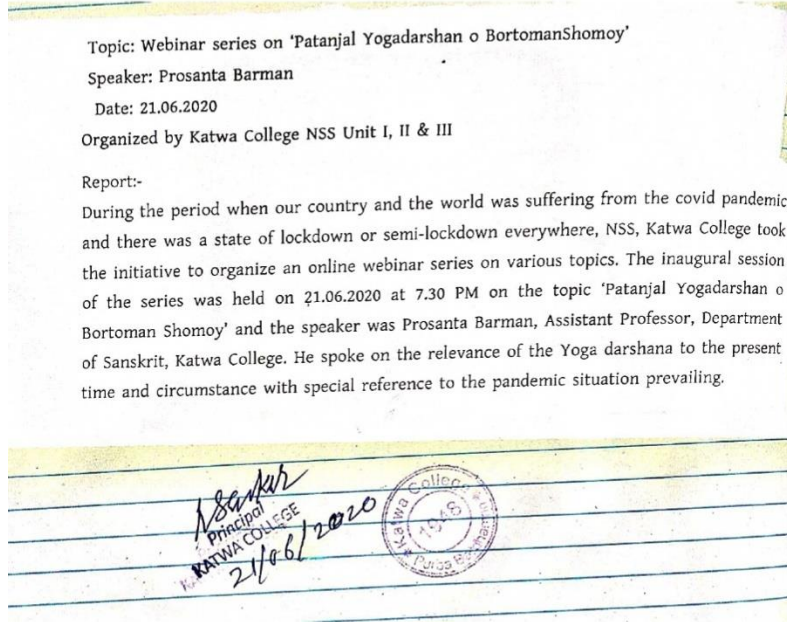 Topic: Webinar series on 'Patanjal Yogadarshan o BortomanShomoy'
Speaker: Prosanta Barman
Date: 21.06.2020
Organized by Katwa College NSS Unit I, II & III
Report:-
During the period when our country and the world was suffering from the covid pandemic
and there was a state of lockdown or semi-lockdown everywhere, NSS, Katwa College took
the initiative to organize an online webinar series on various topics. The inaugural session
of the series was held on 21.06.2020 at 7.30 PM on the topic 'Patanjal Yogadarshan o
Bortoman Shomoy' and the speaker was Prosanta Barman, Assistant Professor, Department
of Sanskrit, Katwa College. He spoke on the relevance of the Yoga darshana to the present
time and circumstance with special reference to the pandemic situation prevailing.
Principal
KATWA COLLEGE
21/06/2020
Katwa College
1948
Purba